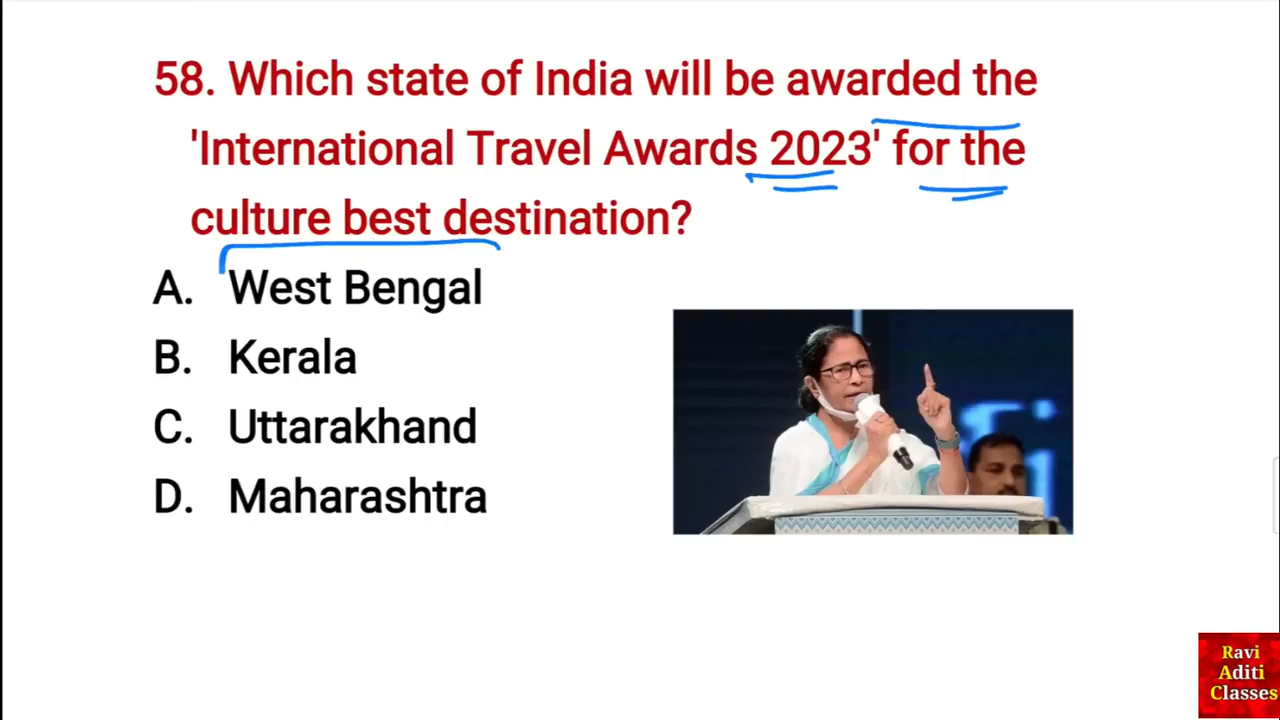 58. Which state of India will be awarded the
'International Travel Awards 2023' for the
culture best destination?
A. West Bengal
B. Kerala
C. Uttarakhand
D. Maharashtra
Ravi
Aditi
Classes